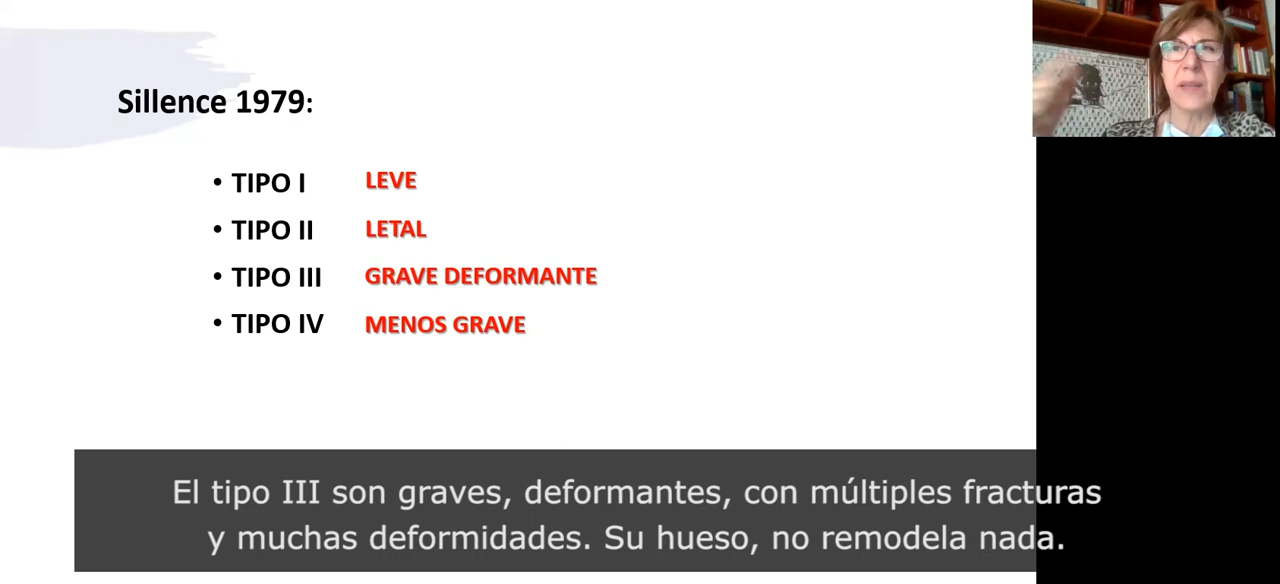 Sillence 1979:
• TIPO I LEVE
• TIPO II LETAL
• TIPO III GRAVE DEFORMANTE
• TIPO IV MENOS GRAVE
El tipo III son graves, deformantes, con múltiples fracturas
y muchas deformidades. Su hueso, no remodela nada.